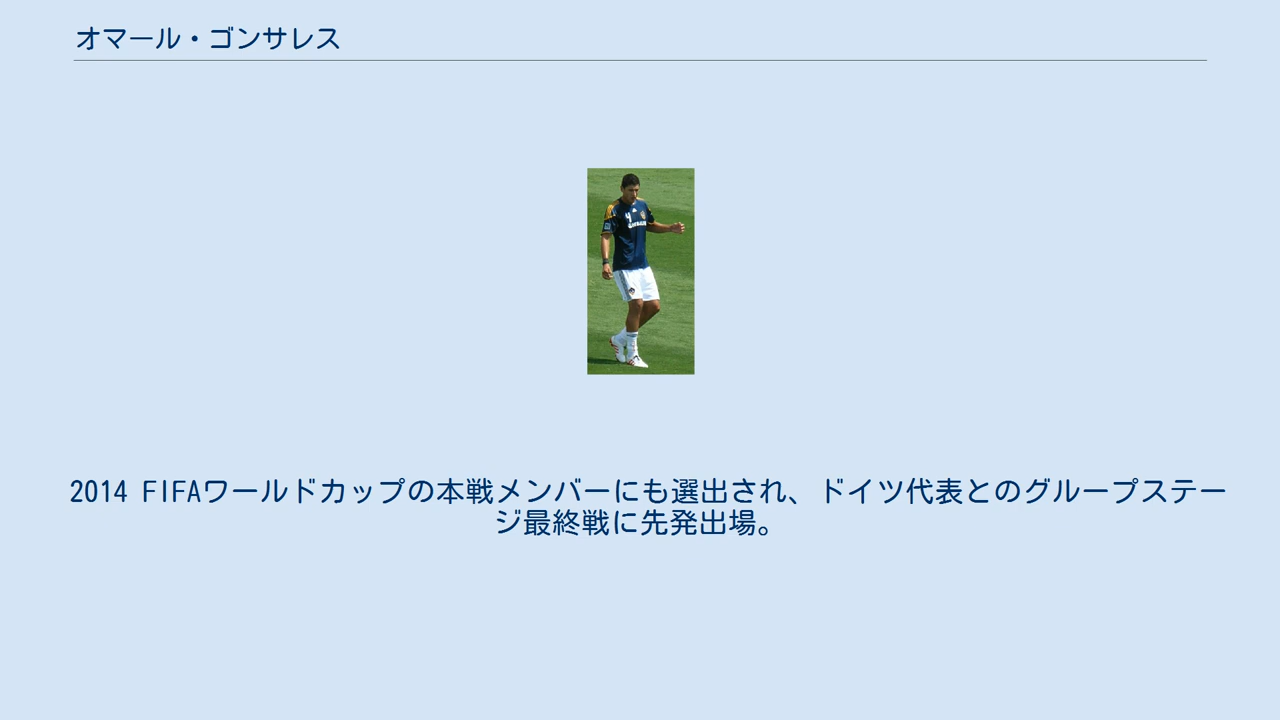 オマール・ゴンサレス
4
2014 FIFAワールドカップの本戦メンバーにも選出され、ドイツ代表とのグループステー
ジ最終戦に先発出場。